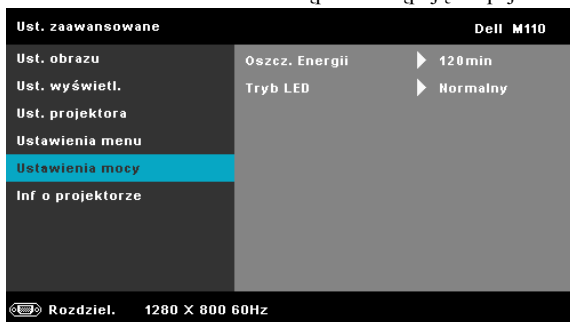 Ust. zaawansowane Dell M110
Ust. obrazu
Ust. wyświetl.
Ust. projektora
Ustawienia menu
Ustawienia mocy
Inf o projektorze
Oszcz. Energii 120min
Tryb LED Normalny
Rozdziel. 1280 X 800 60Hz